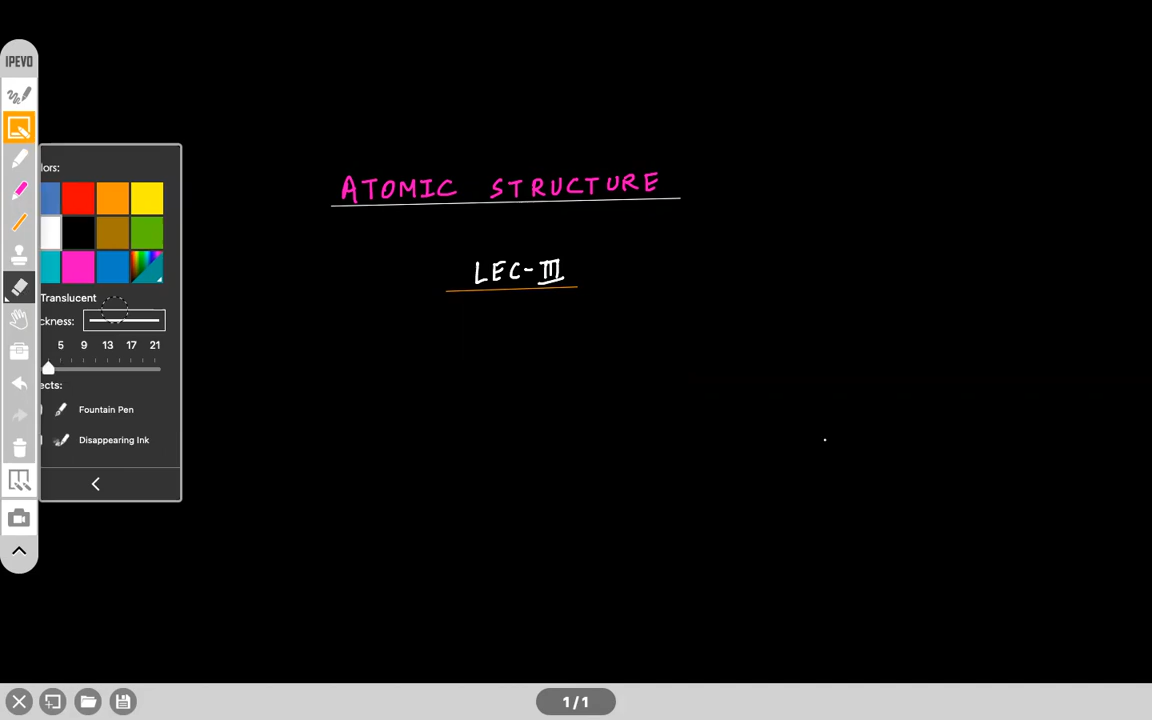 IPEVO
lors:
ATOMIC STRUCTURE
LEC-III
Translucent
ckness:
5 9 13 17 21
ects:
Fountain Pen
Disappearing Ink
1/1